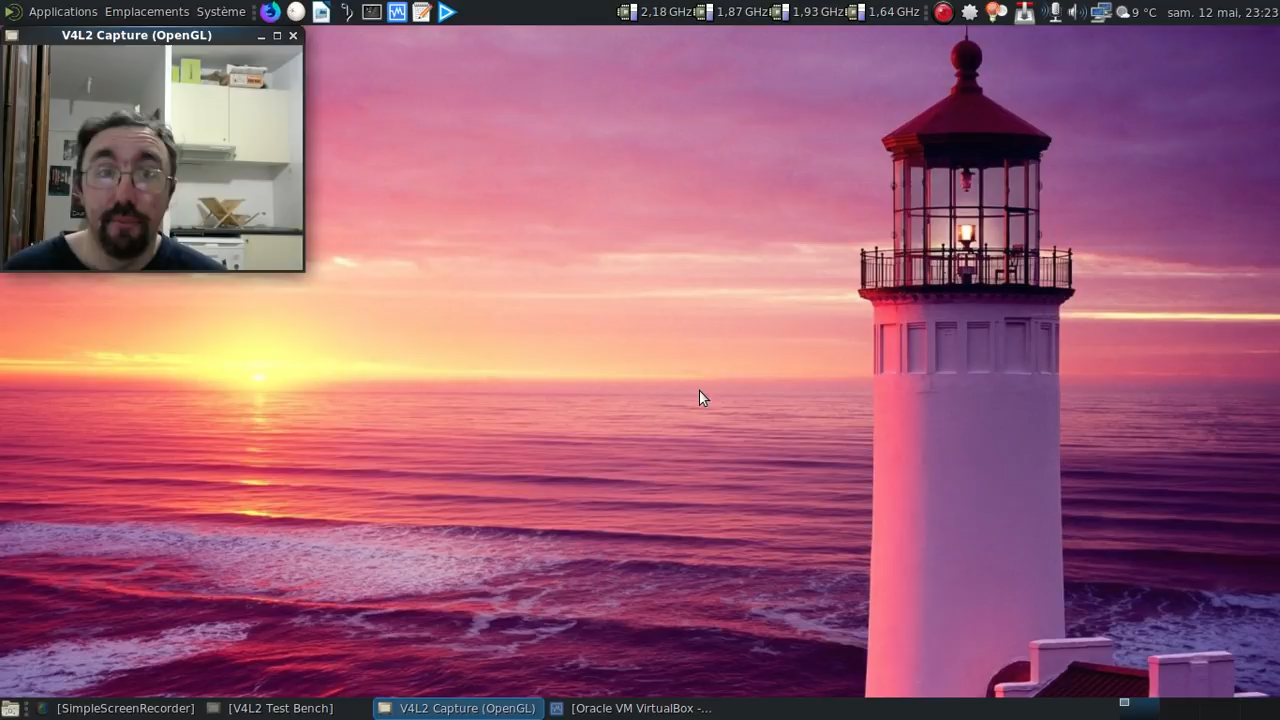 Applications Emplacements Système 2,18 GHz 1,87 GHz 1,93 GHz 1,64 GHz 9 °C sam. 12 mai, 23:23
V4L2 Capture (OpenGL)
[SimpleScreenRecorder] [V4L2 Test Bench] V4L2 Capture (OpenGL) [Oracle VM VirtualBox -...